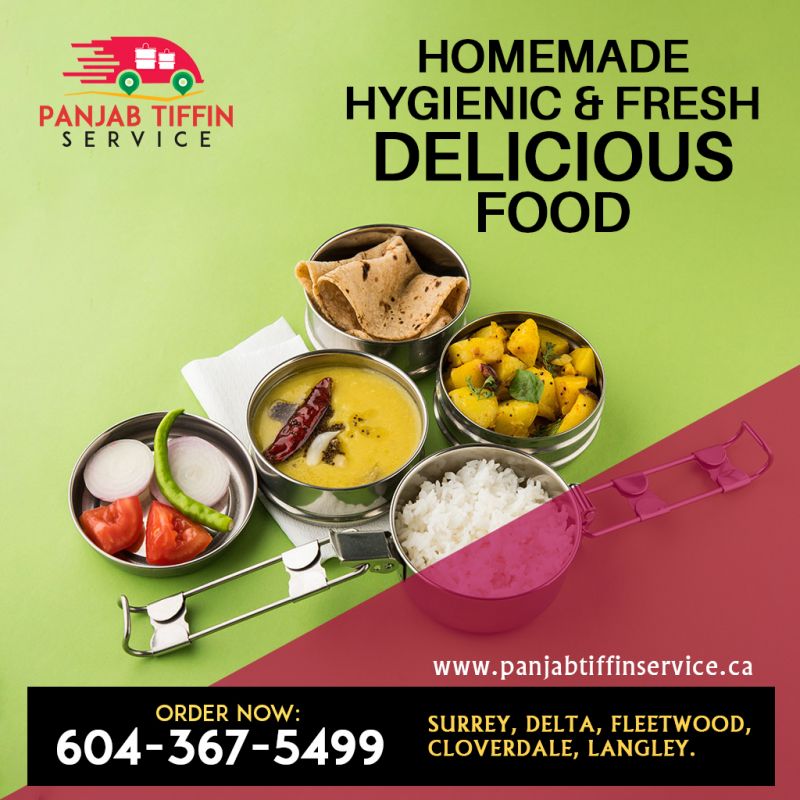 PANJAB TIFFIN
SERVICE
HOMEMADE
HYGIENIC & FRESH
DELICIOUS
FOOD
www.panjabtiffinservice.ca
ORDER NOW:
604-367-5499
SURREY, DELTA, FLEETWOOD,
CLOVERDALE, LANGLEY.